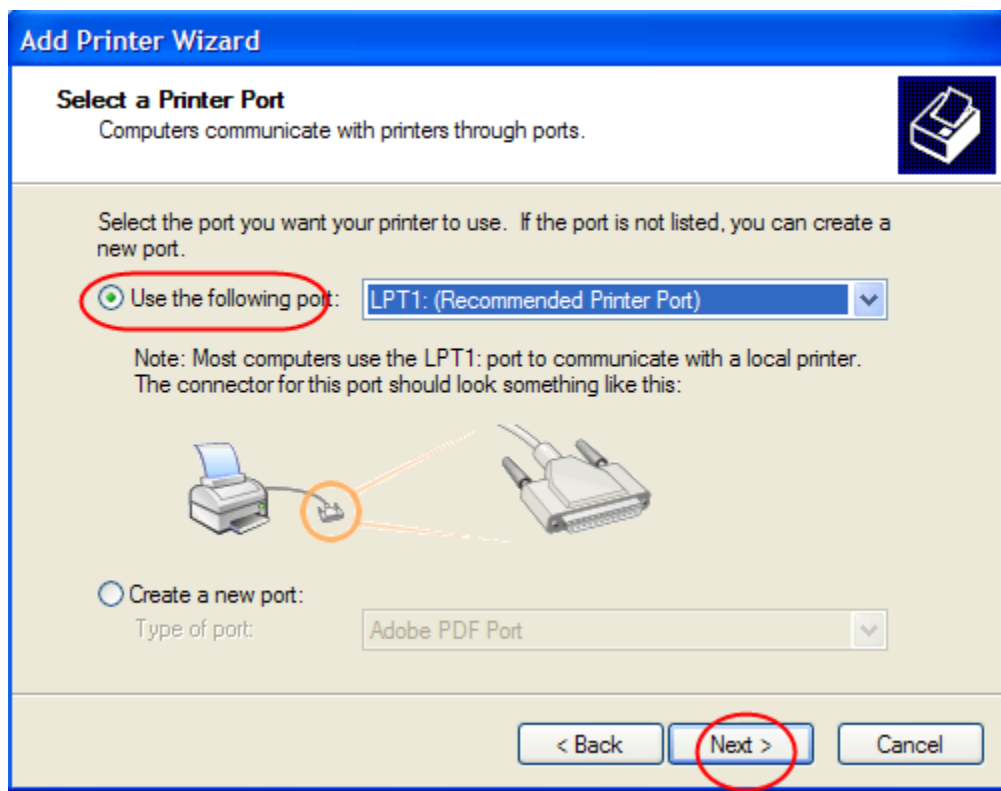 Add Printer Wizard
Select a Printer Port
Computers communicate with printers through ports.
Select the port you want your printer to use.  If the port is not listed, you can create a
new port.
Use the following port: LPT1: (Recommended Printer Port)
Note: Most computers use the LPT1: port to communicate with a local printer.
The connector for this port should look something like this:
Create a new port:
Type of port: Adobe PDF Port
< Back Next > Cancel